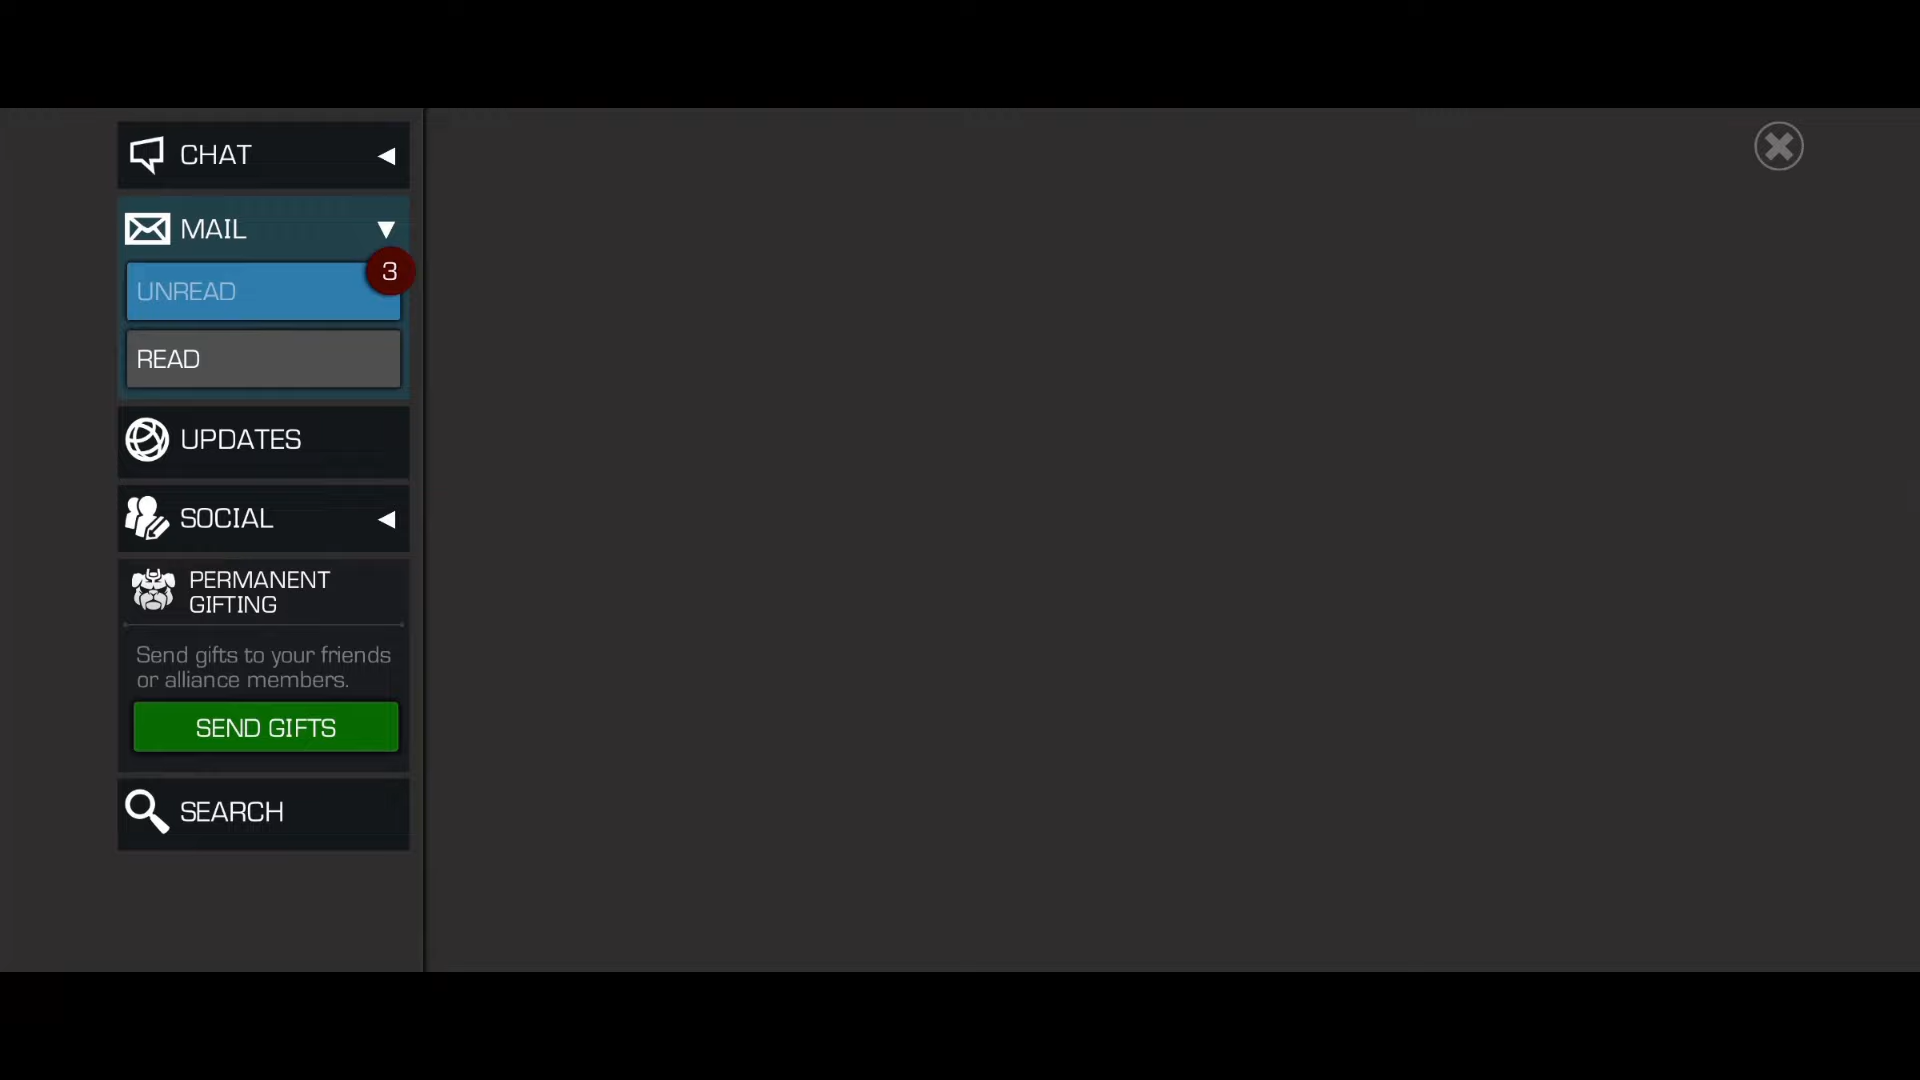 CHAT
MAIL
3
UNREAD
READ
UPDATES
SOCIAL
PERMANENT
GIFTING
Send gifts to your friends
or alliance members.
SEND GIFTS
SEARCH